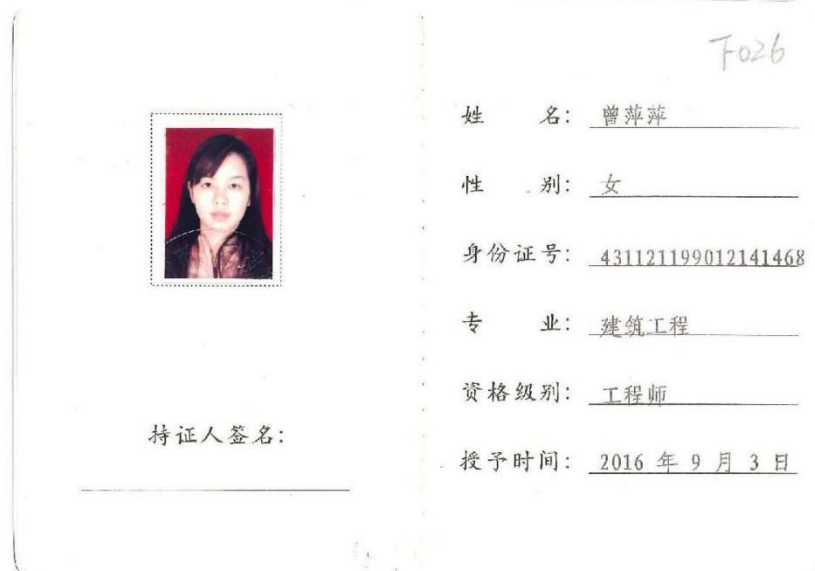 F026
姓 名: 曾萍萍
性 别: 女
身份证号: 431121199012141468
专 业: 建筑工程
资格级别: 工程师
持证人签名:
授予时间: 2016 年 9 月 3 日